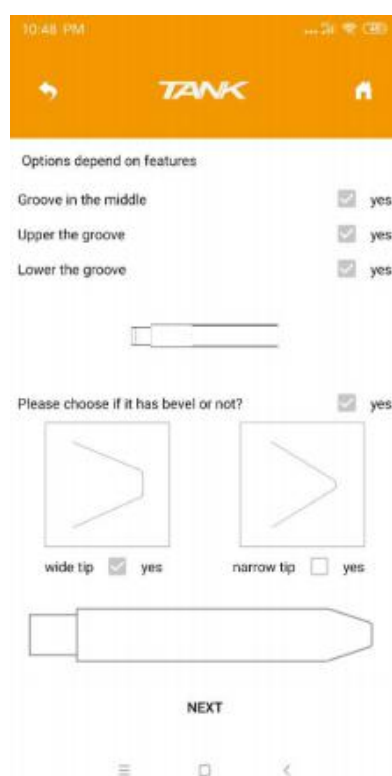 10:48 PM
TANK
Options depend on features
Groove in the middle yes
Upper the groove yes
Lower the groove yes
Please choose if it has bevel or not? yes
wide tip yes narrow tip yes
NEXT